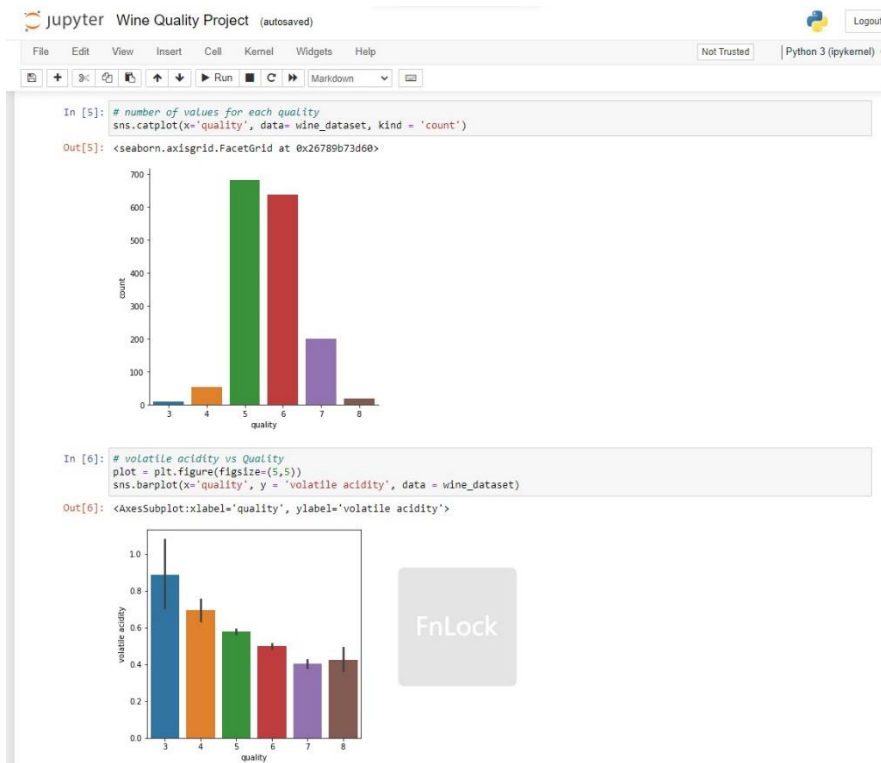 jupyter Wine Quality Project (autosaved)
Logout
File Edit View Insert Cell Kernel Widgets Help
Not Trusted Python 3 (ipykernel)
Run Markdown
In [5]: # number of values for each quality
sns.catplot(x='quality', data= wine_dataset, kind = 'count')
Out[5]: <seaborn.axisgrid.FacetGrid at 0x26789b73d60>
700
600
500
400
300
200
100
0
count
3 4 5 6 7 8
quality
In [6]: # volatile acidity vs Quality
plot = plt.figure(figsize=(5,5))
sns.barplot(x='quality', y = 'volatile acidity', data = wine_dataset)
Out[6]: <AxesSubplot:xlabel='quality', ylabel='volatile acidity'>
1.0
0.8
0.6
0.4
0.2
0.0
volatile acidity
3 4 5 6 7 8
quality
FnLock